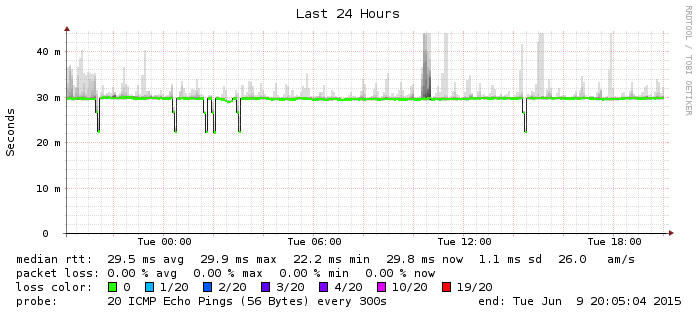 Last 24 Hours
RRDTOOL / TOBI OETIKER
Seconds
40 m
30 m
20 m
10 m
0
Tue 00:00 Tue 06:00 Tue 12:00 Tue 18:00
median rtt: 29.5 ms avg 29.9 ms max 22.2 ms min 29.8 ms now 1.1 ms sd 26.0 am/s
packet loss: 0.00 % avg 0.00 % max 0.00 % min 0.00 % now
loss color: 0 1/20 2/20 3/20 4/20 10/20 19/20
probe: 20 ICMP Echo Pings (56 Bytes) every 300s end: Tue Jun 9 20:05:04 2015